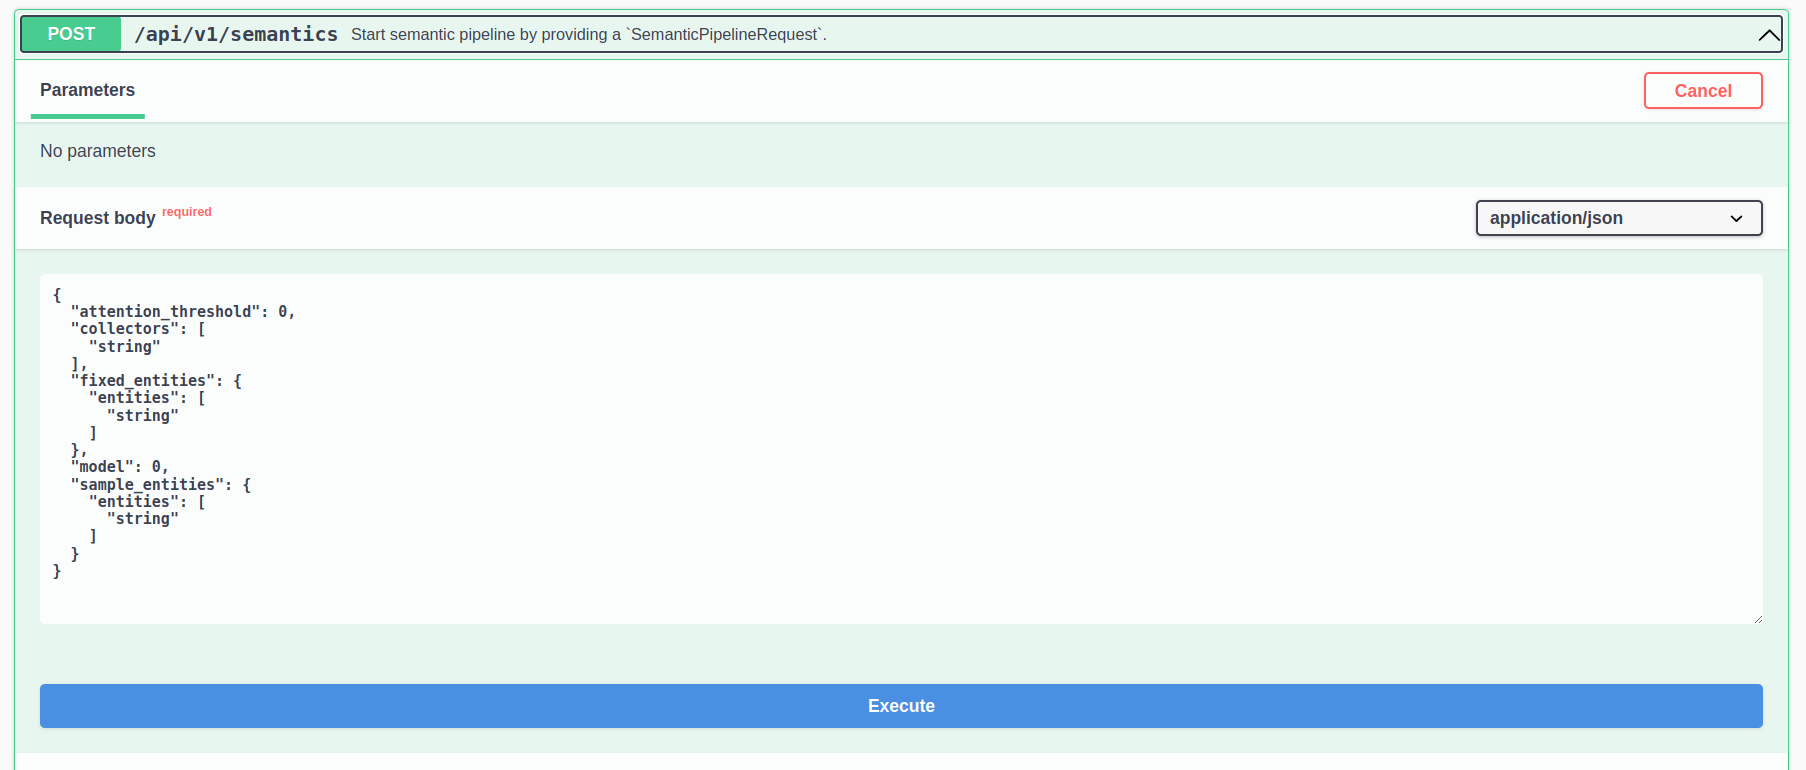 POST /api/v1/semantics Start semantic pipeline by providing a `SemanticPipelineRequest`.
Parameters Cancel
No parameters
Request body required application/json
{
  "attention_threshold": 0,
  "collectors": [
    "string"
  ],
  "fixed_entities": {
    "entities": [
      "string"
    ]
  },
  "model": 0,
  "sample_entities": {
    "entities": [
      "string"
    ]
  }
}
Execute